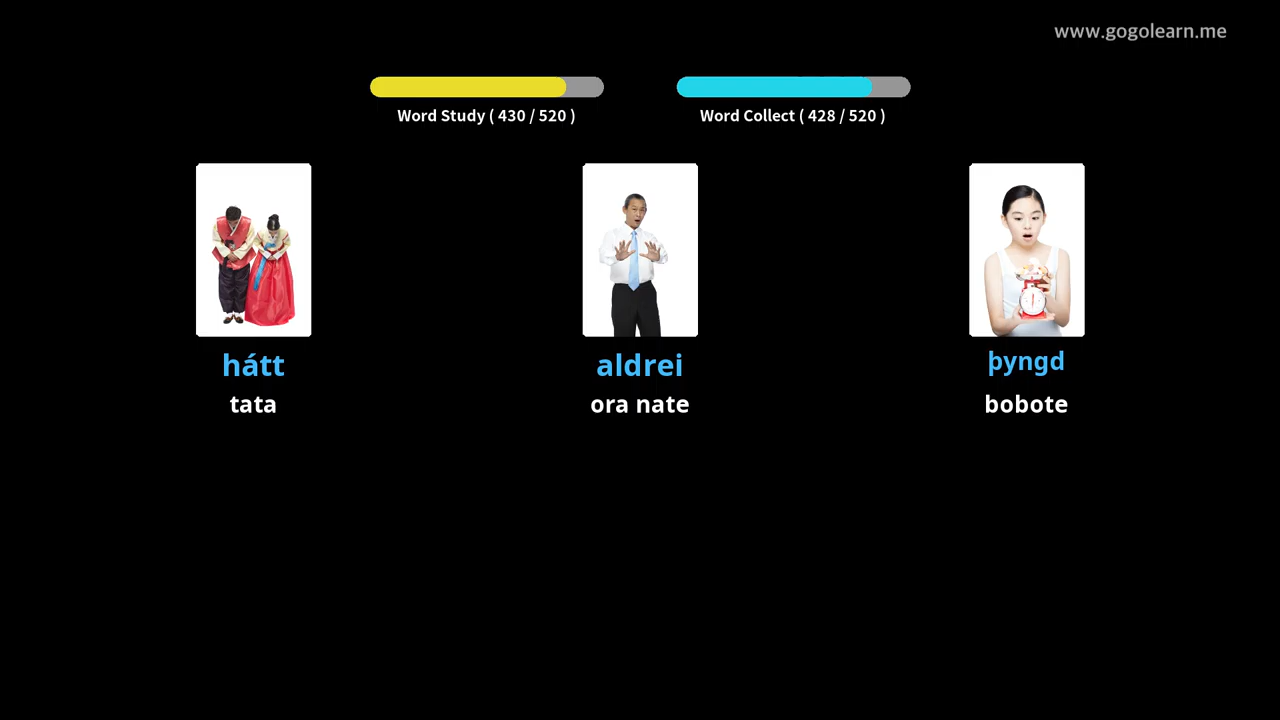 www.gogolearn.me
Word Study ( 430 / 520 )
Word Collect ( 428 / 520 )
hátt
aldrei
þyngd
tata
ora nate
bobote